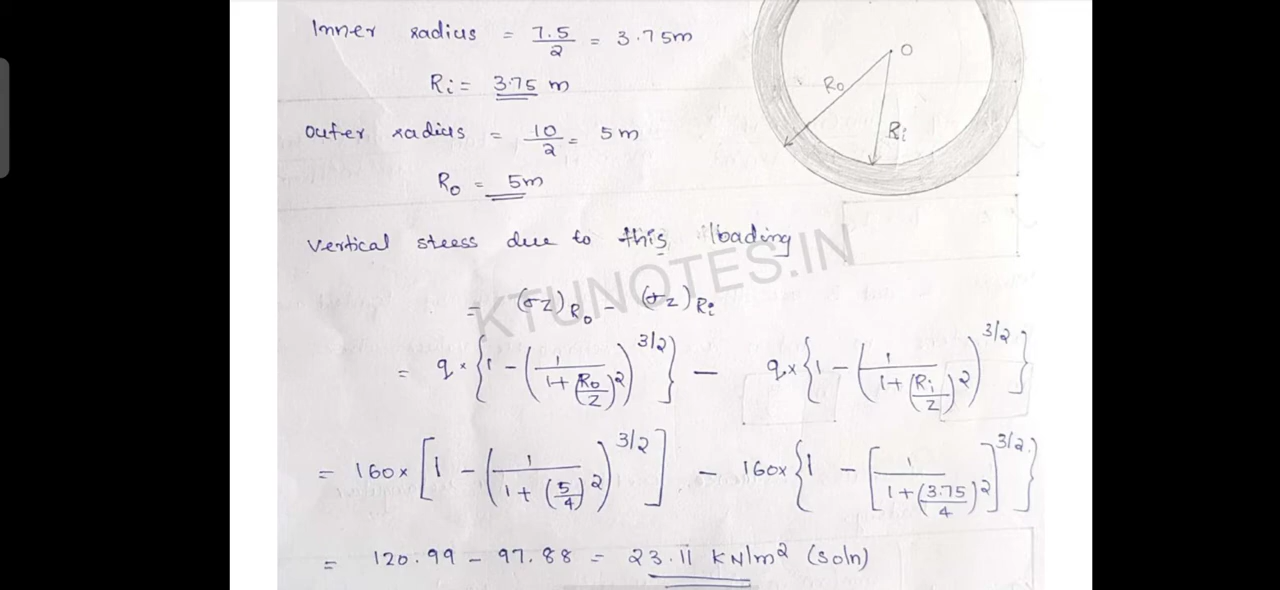 Inner radius = 7.5/2 = 3.75m
Ri = 3.75 m
Outer radius = 10/2 = 5m
Ro = 5m
O
Ro
Ri
Vertical stress due to this loading
KTUNOTES.IN
= (σz)Ro - (σz)Ri
= q × {1 - (1/(1+(Ro/z)²))^3/2} - q × {1 - (1/(1+(Ri/z)²))^3/2}
= 160 × [1 - (1/(1+(5/4)²))^3/2] - 160 × {1 - [1/(1+(3.75/4)²)]^3/2}
= 120.99 - 97.88 = 23.11 KN/m² (soln)